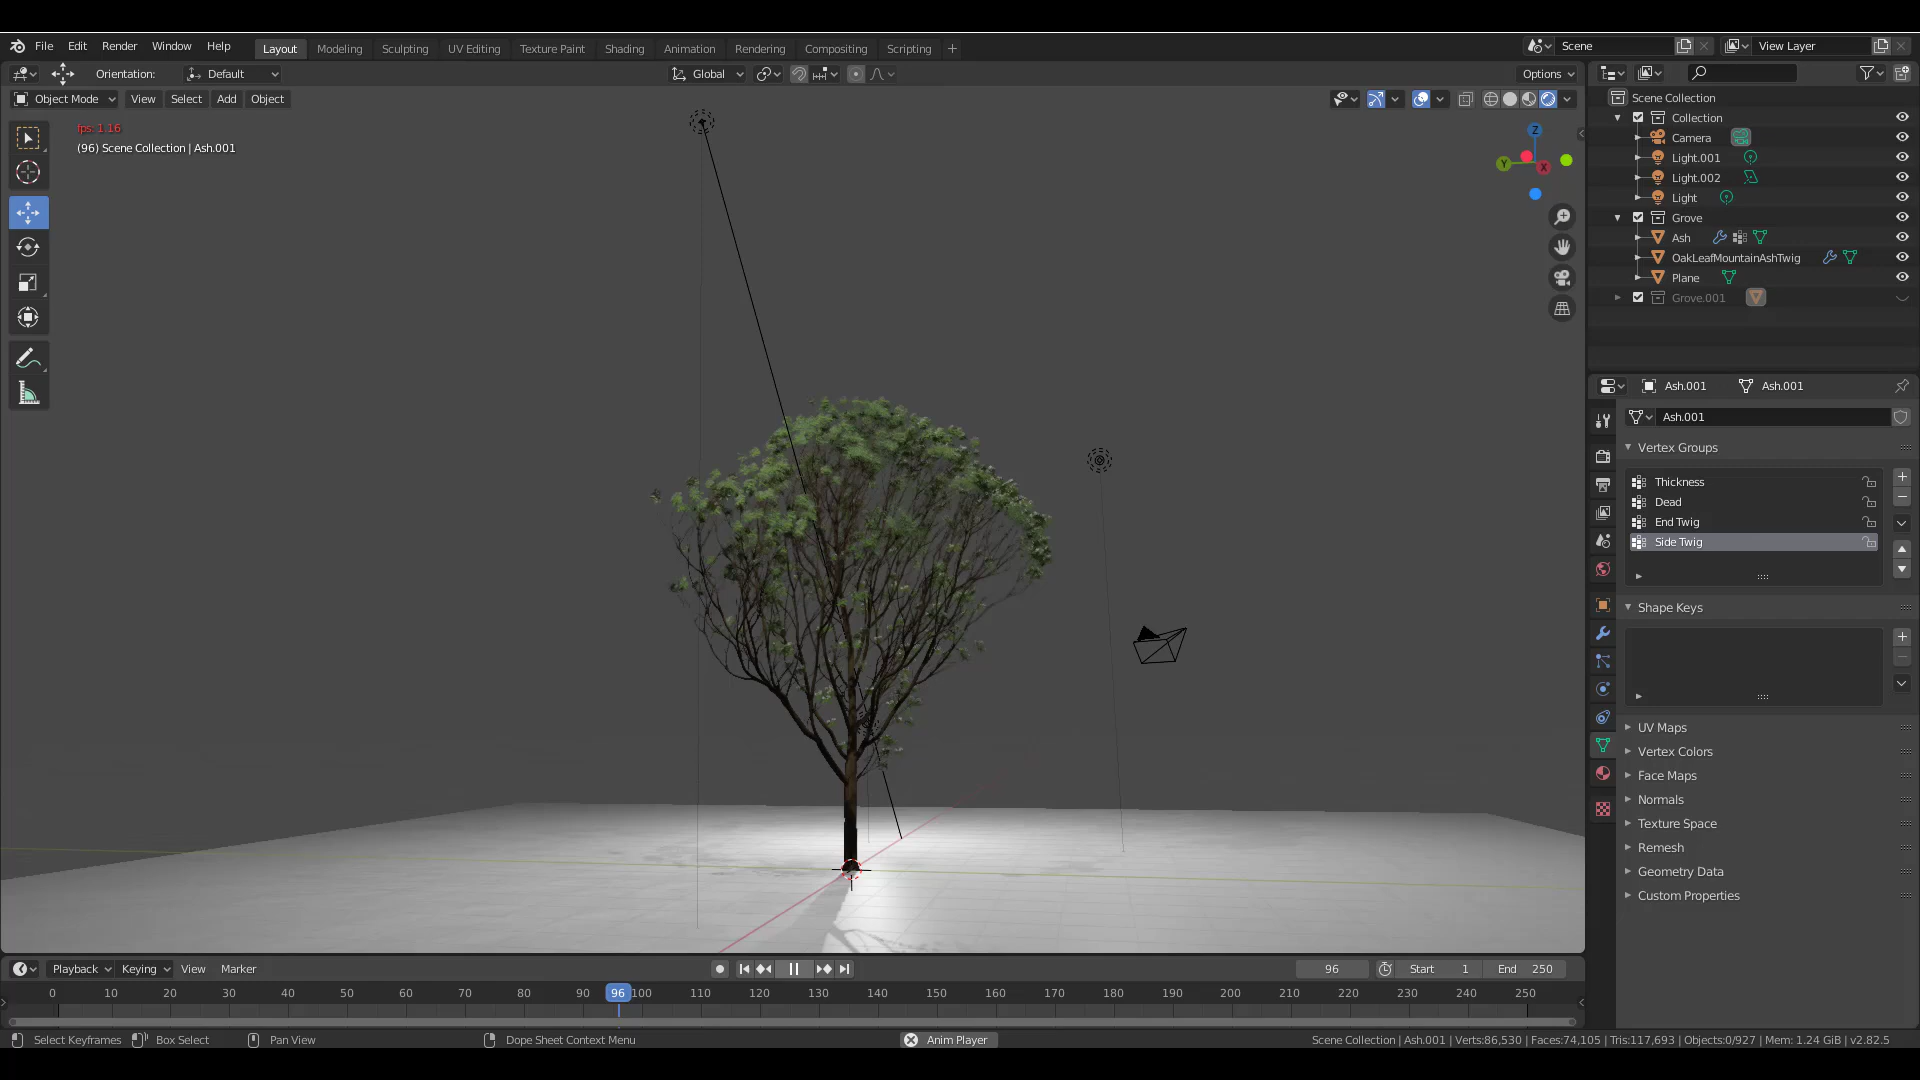 File Edit Render Window Help Layout Modeling Sculpting UV Editing Texture Paint Shading Animation Rendering Compositing Scripting Scene View Layer
Orientation: Default Global Options
Object Mode View Select Add Object
fps: 1.16
(96) Scene Collection | Ash.001
Z
Y
X
Scene Collection
Collection
Camera
Light.001
Light.002
Light
Grove
Ash
OakLeafMountainAshTwig
Plane
Grove.001
Ash.001 Ash.001
Ash.001
Vertex Groups
Thickness
Dead
End Twig
Side Twig
Shape Keys
UV Maps
Vertex Colors
Face Maps
Normals
Texture Space
Remesh
Geometry Data
Custom Properties
Playback Keying View Marker 96 Start 1 End 250
0 10 20 30 40 50 60 70 80 90 96 100 110 120 130 140 150 160 170 180 190 200 210 220 230 240 250
Select Keyframes Box Select Pan View Dope Sheet Context Menu Anim Player Scene Collection | Ash.001 | Verts:86,530 | Faces:74,105 | Tris:117,693 | Objects:0/927 | Mem: 1.24 GiB | v2.82.5